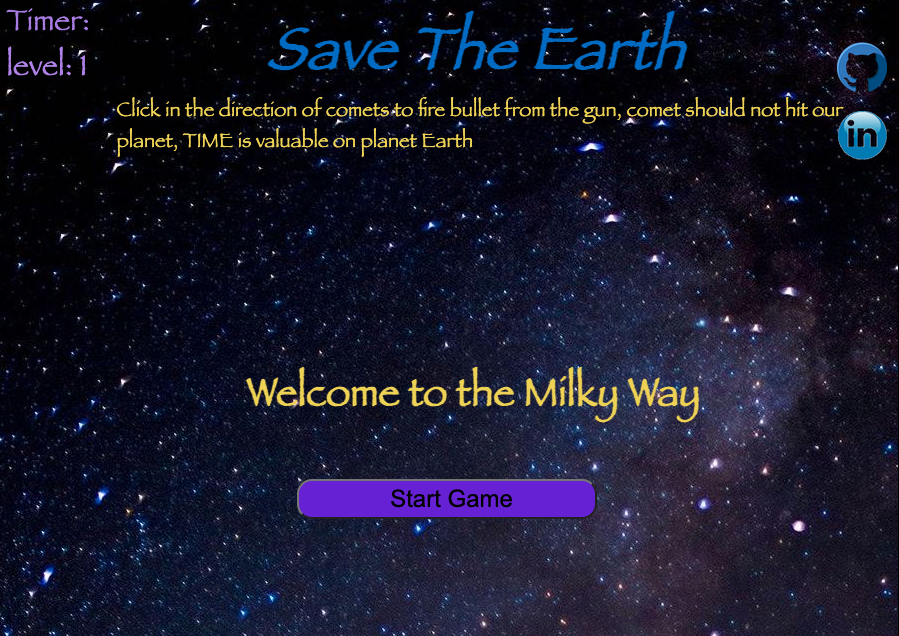 Timer:
level: 1
Save The Earth
Click in the direction of comets to fire bullet from the gun, comet should not hit our
planet, TIME is valuable on planet Earth
in
Welcome to the Milky Way
Start Game